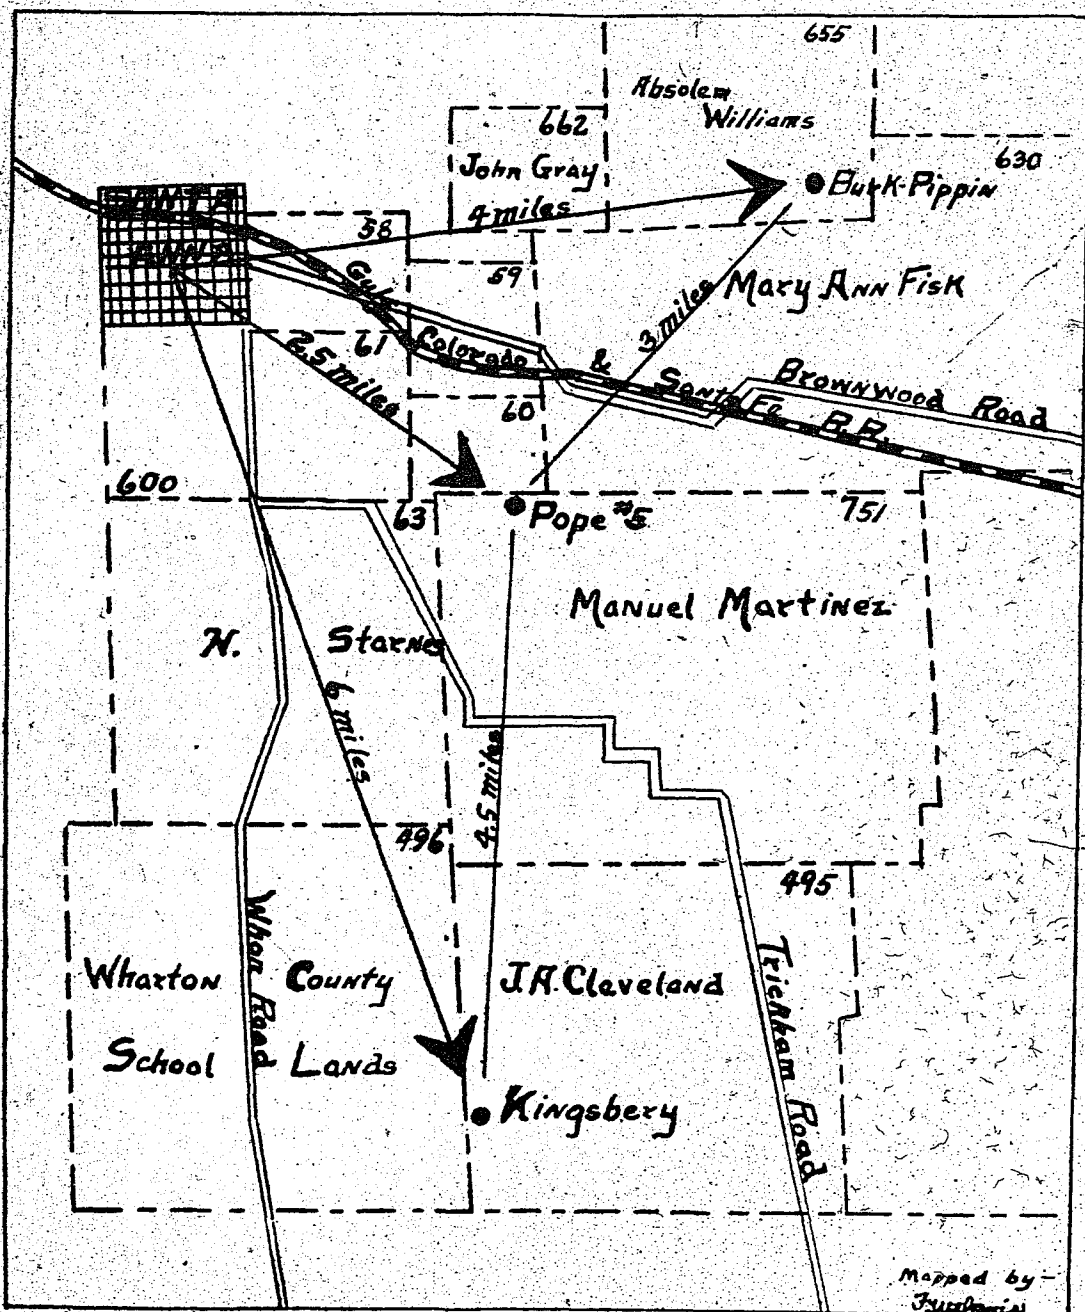 655
Absolem
Williams
662
John Gray
630
SANTA
ANNA
58
4 miles
Burk-Pippin
59
Mary Ann Fisk
Gulf Colorado & Santa Fe R.R.
3 miles
2.5 miles
61
60
Brownwood Road
600
63
Pope #5
751
Manuel Martinez
H. Starnes
6 miles
4.5 miles
496
495
Whon Road
Wharton County
School Lands
J.A. Cleveland
Trickham Road
Kingsbery
Mapped by-